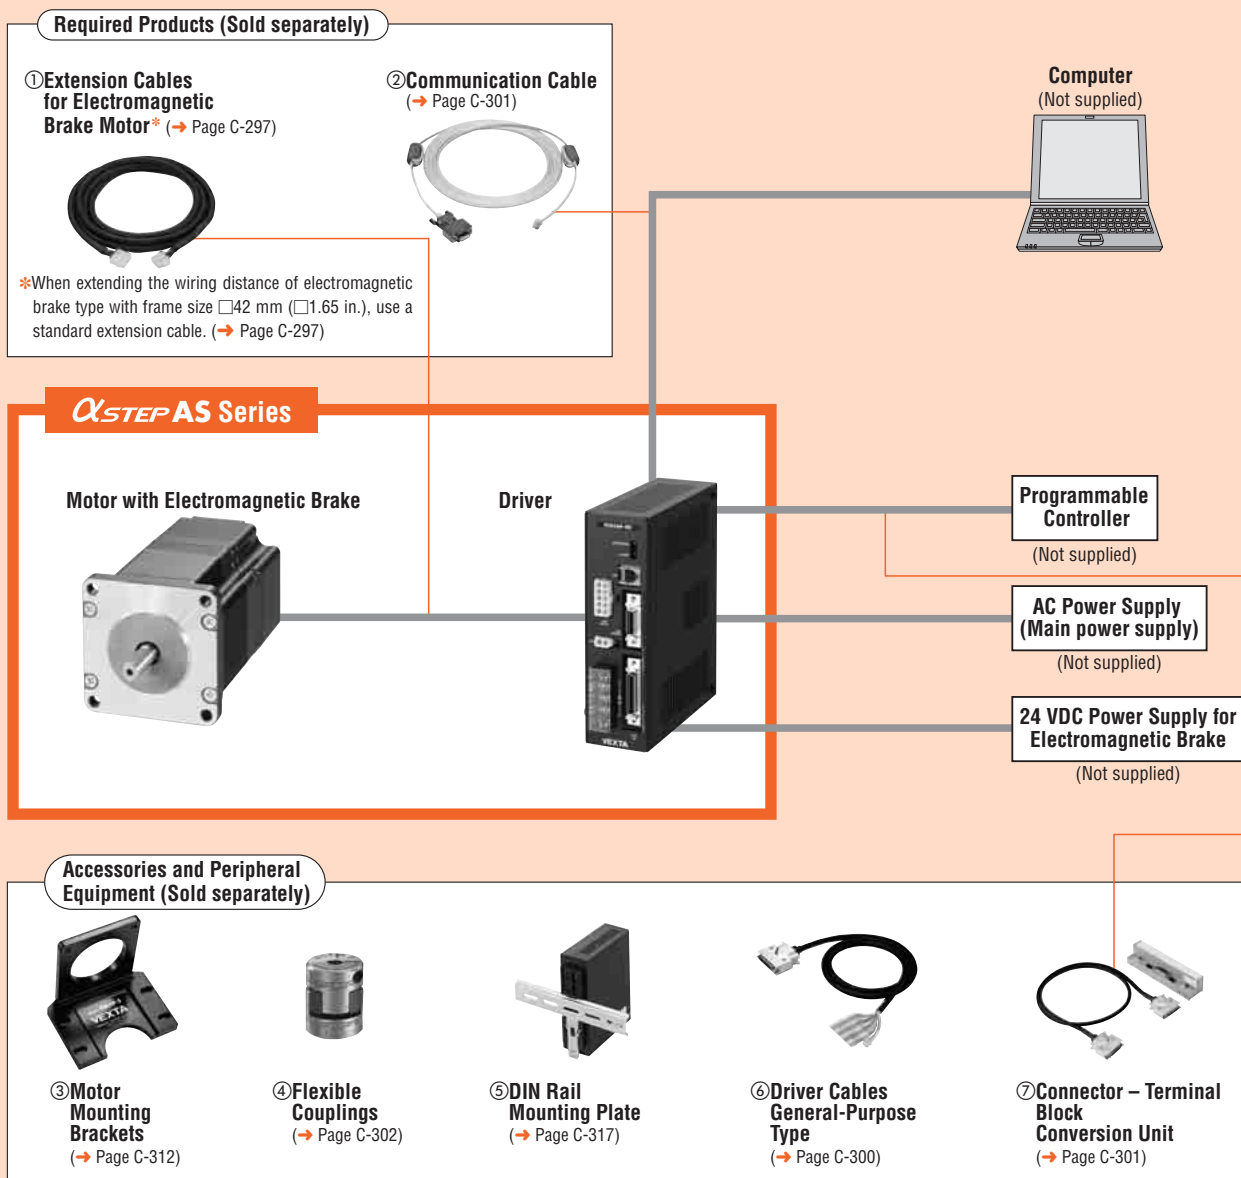 Required Products (Sold separately)
①Extension Cables
for Electromagnetic
Brake Motor* (➜ Page C-297)
②Communication Cable
(➜ Page C-301)
*When extending the wiring distance of electromagnetic
brake type with frame size □42 mm (□1.65 in.), use a
standard extension cable. (➜ Page C-297)
Computer
(Not supplied)
αSTEP AS Series
Motor with Electromagnetic Brake
Driver
VEXTA
Programmable
Controller
(Not supplied)
AC Power Supply
(Main power supply)
(Not supplied)
24 VDC Power Supply for
Electromagnetic Brake
(Not supplied)
Accessories and Peripheral
Equipment (Sold separately)
VEXTA
③Motor
Mounting
Brackets
(➜ Page C-312)
④Flexible
Couplings
(➜ Page C-302)
⑤DIN Rail
Mounting Plate
(➜ Page C-317)
⑥Driver Cables
General-Purpose
Type
(➜ Page C-300)
⑦Connector – Terminal
Block
Conversion Unit
(➜ Page C-301)